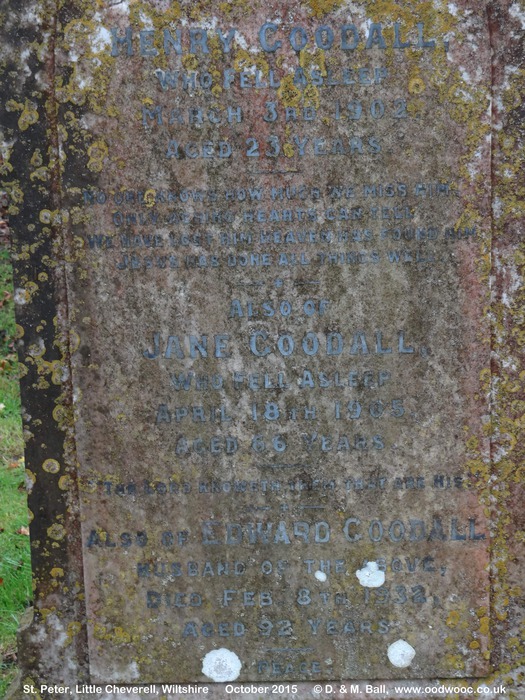 HENRY GOODALL,
WHO FELL ASLEEP
MARCH 3RD 1902,
AGED 23 YEARS.
NO ONE KNOWS HOW MUCH WE MISS HIM,
ONLY ACHING HEARTS CAN TELL,
WE HAVE LOST HIM HEAVEN HAS FOUND HIM
JESUS HAS DONE ALL THINGS WELL.
ALSO OF
JANE GOODALL,
WHO FELL ASLEEP
APRIL 18TH 1905,
AGED 66 YEARS.
THE LORD KNOWETH THEM THAT ARE HIS
ALSO OF EDWARD GOODALL
HUSBAND OF THE ABOVE,
DIED FEB 8TH 1933,
AGED 92 YEARS.
PEACE
St. Peter, Little Cheverell, Wiltshire October 2015 © D. & M. Ball, www.oodwooc.co.uk